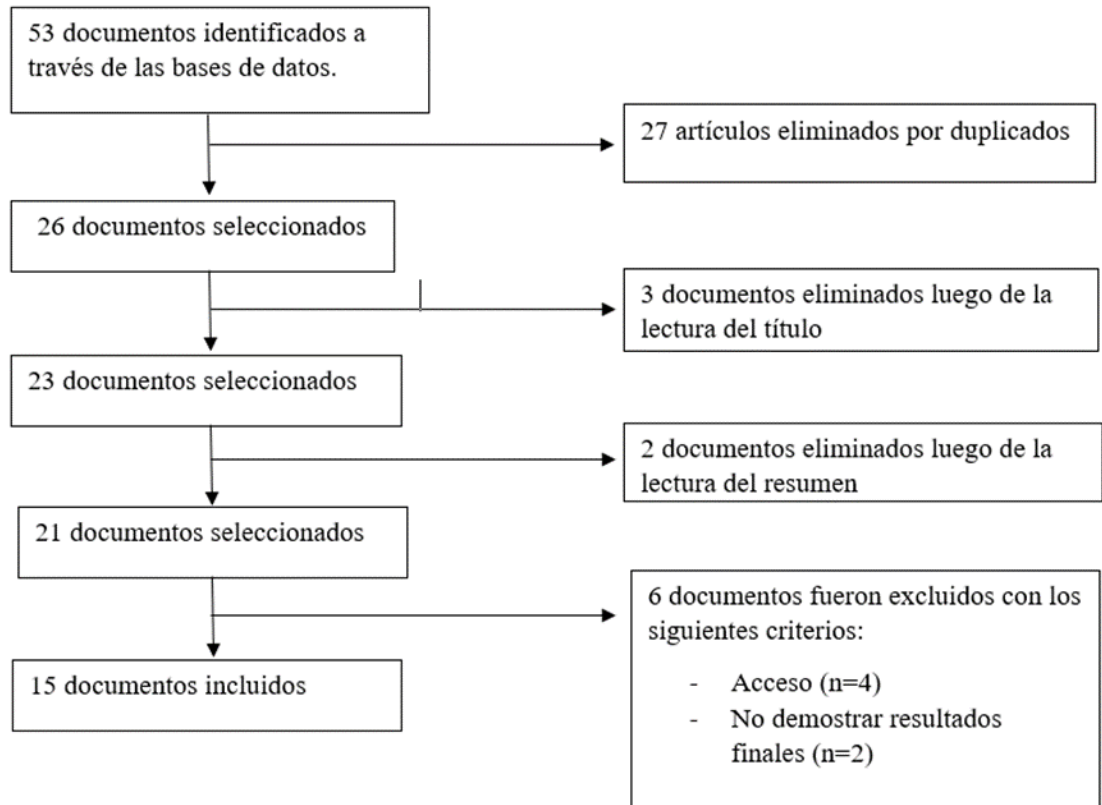 53 documentos identificados a
través de las bases de datos.
27 artículos eliminados por duplicados
26 documentos seleccionados
3 documentos eliminados luego de la
lectura del título
23 documentos seleccionados
2 documentos eliminados luego de la
lectura del resumen
21 documentos seleccionados
6 documentos fueron excluidos con los
siguientes criterios:
- Acceso (n=4)
- No demostrar resultados
finales (n=2)
15 documentos incluidos